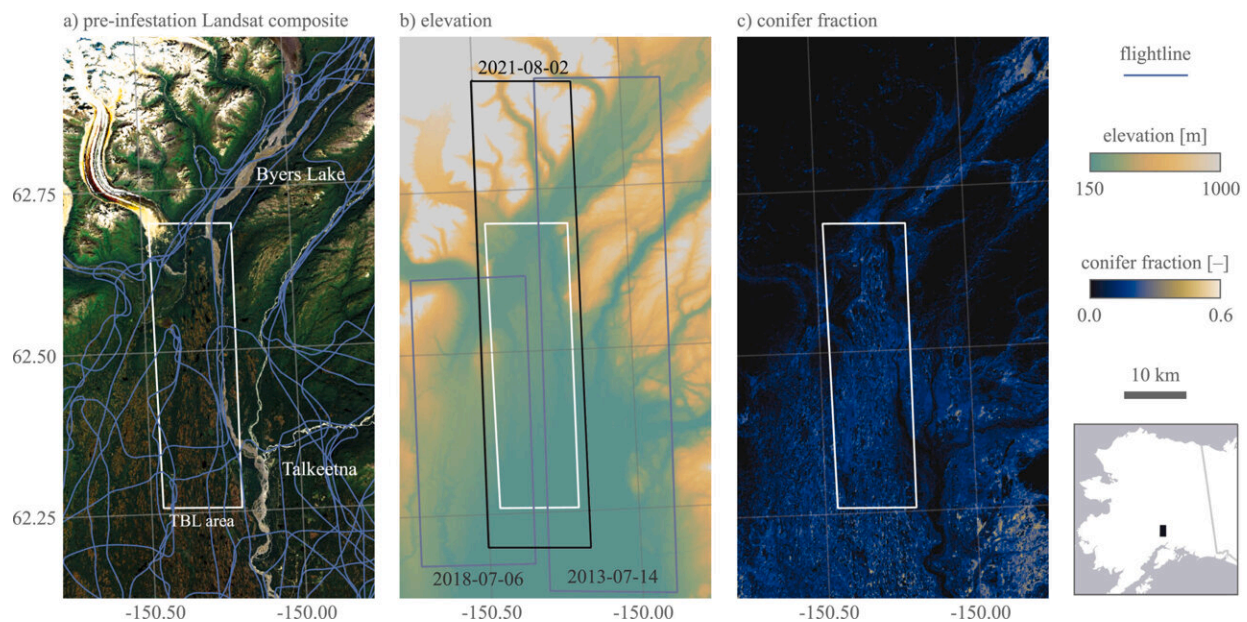 a) pre-infestation Landsat composite
b) elevation
c) conifer fraction
flightline
2021-08-02
elevation [m]
Byers Lake
150
1000
62.75
conifer fraction [–]
0.0
0.6
62.50
10 km
Talkeetna
62.25
TBL area
2018-07-06
2013-07-14
-150.50
-150.00
-150.50
-150.00
-150.50
-150.00